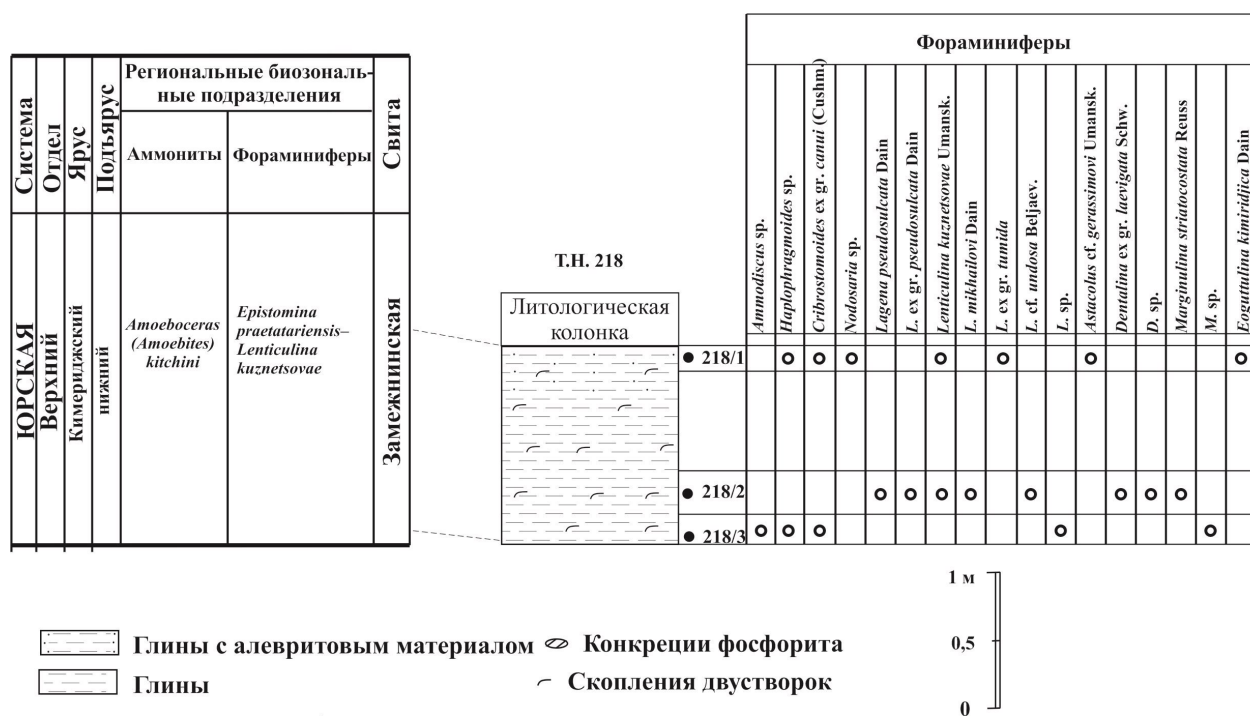 Система
Отдел
Ярус
Подъярус
Региональные биозональ-
ные подразделения
Аммониты
Фораминиферы
Свита
ЮРСКАЯ
Верхний
Кимериджский
нижний
Amoeboceras
(Amoebites)
kitchini
Epistomina
praetatariensis–
Lenticulina
kuznetsovae
Замежнинская
Т.Н. 218
Литологическая
колонка
218/1
218/2
218/3
Фораминиферы
Ammodiscus sp.
Haplophragmoides sp.
Cribrostomoides ex gr. canui (Cushm.)
Nodosaria sp.
Lagena pseudosulcata Dain
L. ex gr. pseudosulcata Dain
Lenticulina kuznetsovae Umansk.
L. mikhailovi Dain
L. ex gr. tumida
L. cf. undosa Beljaev.
L. sp.
Astacolus cf. gerassimovi Umansk.
Dentalina ex gr. laevigata Schw.
D. sp.
Marginulina striatocostata Reuss
M. sp.
Eoguttulina kimiridjica Dain
1 м
0,5
0
Глины с алевритовым материалом
Конкреции фосфорита
Глины
Скопления двустворок